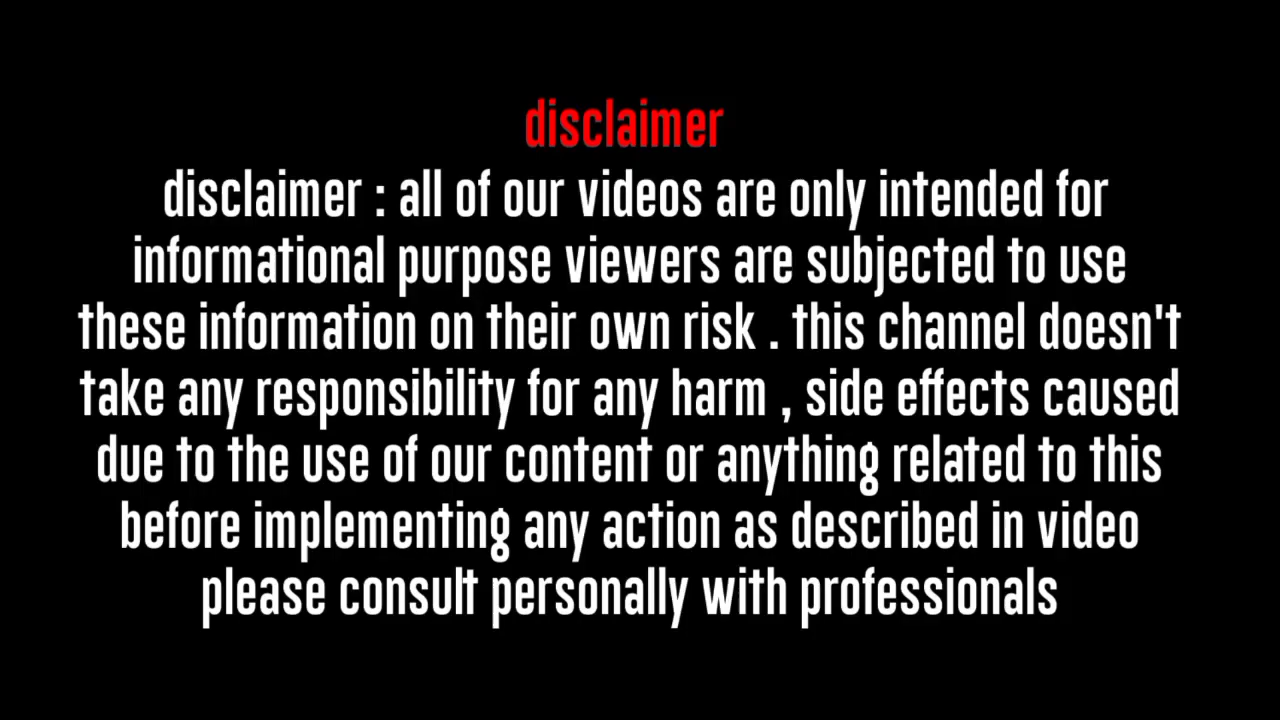 disclaimer
disclaimer : all of our videos are only intended for
informational purpose viewers are subjected to use
these information on their own risk . this channel doesn't
take any responsibility for any harm , side effects caused
due to the use of our content or anything related to this
before implementing any action as described in video
please consult personally with professionals